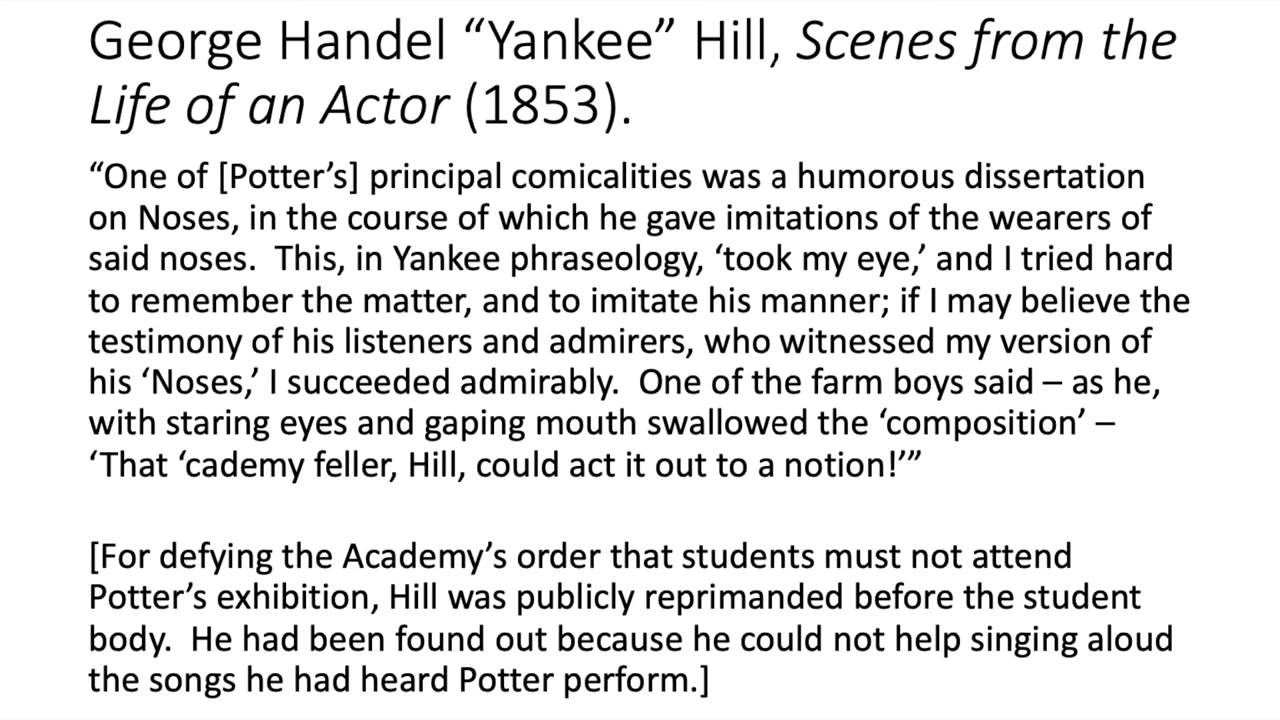 George Handel “Yankee” Hill, Scenes from the
Life of an Actor (1853).
“One of [Potter’s] principal comicalities was a humorous dissertation
on Noses, in the course of which he gave imitations of the wearers of
said noses.  This, in Yankee phraseology, ‘took my eye,’ and I tried hard
to remember the matter, and to imitate his manner; if I may believe the
testimony of his listeners and admirers, who witnessed my version of
his ‘Noses,’ I succeeded admirably.  One of the farm boys said – as he,
with staring eyes and gaping mouth swallowed the ‘composition’ –
‘That ‘cademy feller, Hill, could act it out to a notion!’”
[For defying the Academy’s order that students must not attend
Potter’s exhibition, Hill was publicly reprimanded before the student
body.  He had been found out because he could not help singing aloud
the songs he had heard Potter perform.]